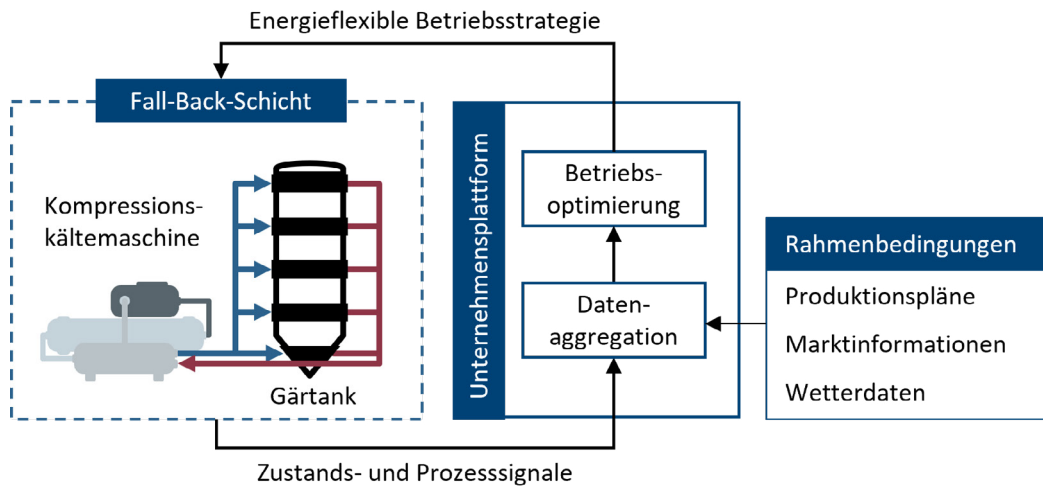 Energieflexible Betriebsstrategie
Fall-Back-Schicht
Kompressions-
kältemaschine
Gärtank
Unternehmensplattform
Betriebs-
optimierung
Daten-
aggregation
Rahmenbedingungen
Produktionspläne
Marktinformationen
Wetterdaten
Zustands- und Prozesssignale